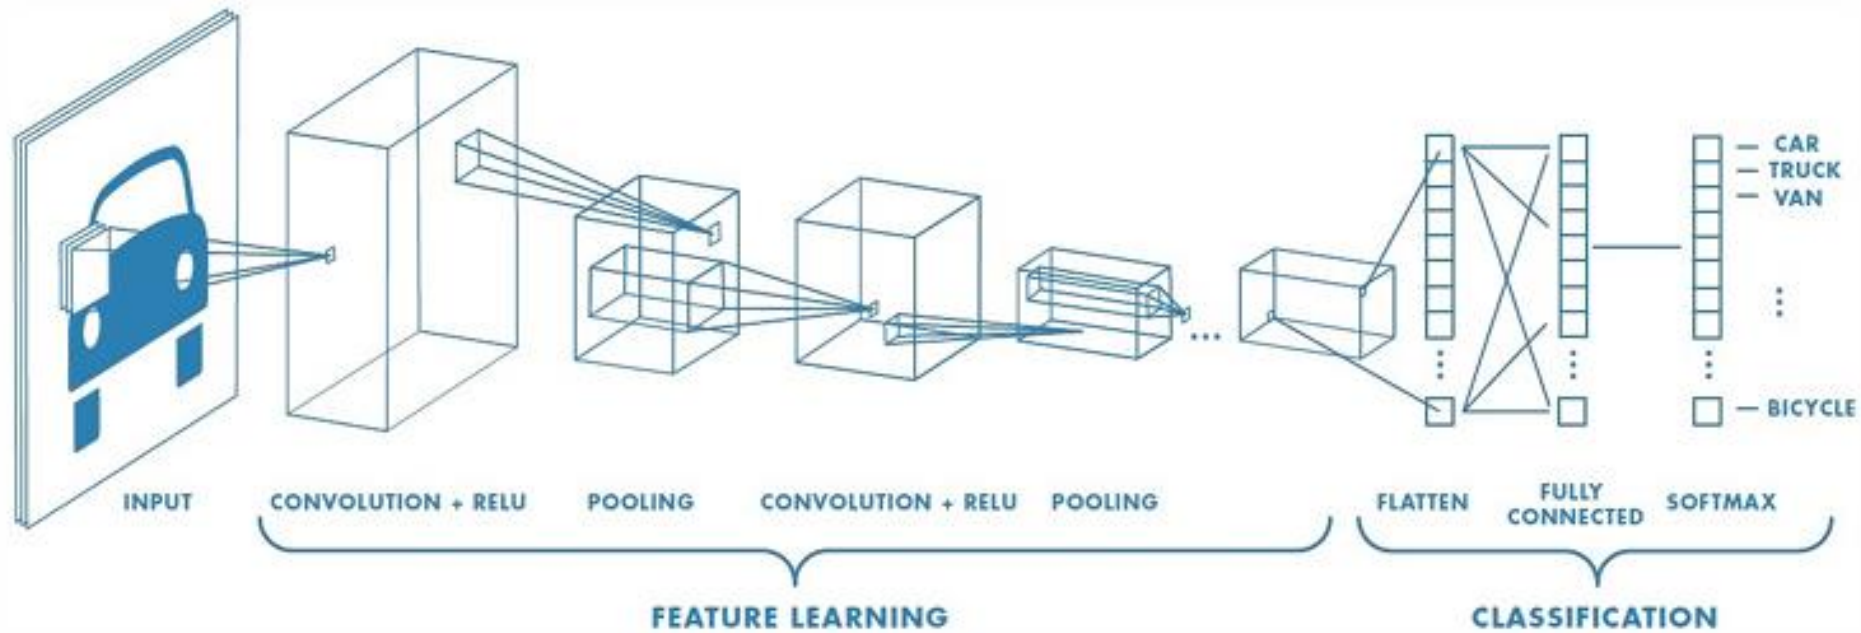 CAR
TRUCK
VAN
BICYCLE
INPUT
CONVOLUTION + RELU
POOLING
CONVOLUTION + RELU
POOLING
FLATTEN
FULLY
CONNECTED
SOFTMAX
FEATURE LEARNING
CLASSIFICATION